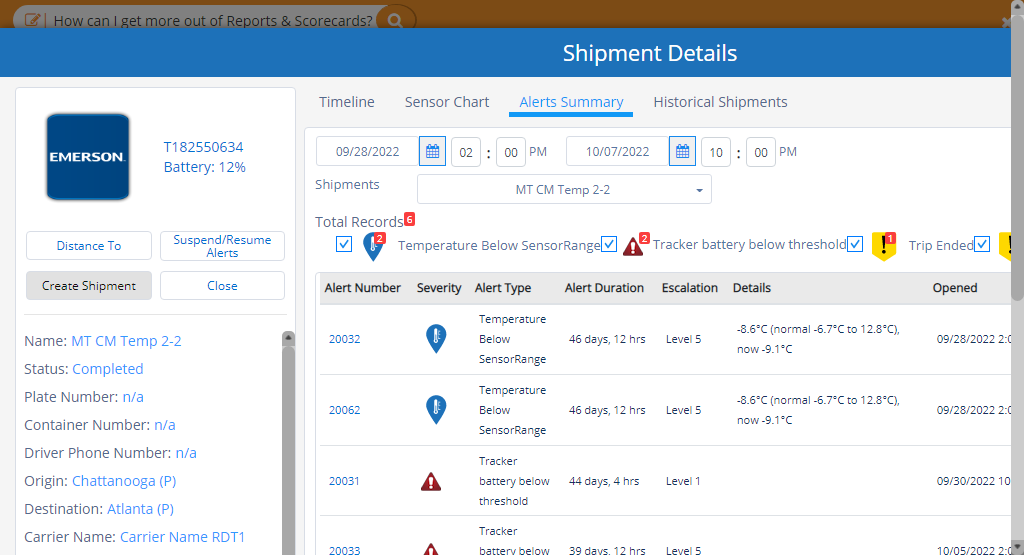 How can I get more out of Reports & Scorecards?
Shipment Details
EMERSON.
T182550634
Battery: 12%
Distance To
Suspend/Resume
Alerts
Create Shipment
Close
Name: MT CM Temp 2-2
Status: Completed
Plate Number: n/a
Container Number: n/a
Driver Phone Number: n/a
Origin: Chattanooga (P)
Destination: Atlanta (P)
Carrier Name: Carrier Name RDT1
Timeline Sensor Chart Alerts Summary Historical Shipments
09/28/2022 02 : 00 PM 10/07/2022 10 : 00 PM
Shipments MT CM Temp 2-2
Total Records 6
2 Temperature Below SensorRange 2 Tracker battery below threshold 1 Trip Ended
Alert Number Severity Alert Type Alert Duration Escalation Details Opened
20032 Temperature Below SensorRange 46 days, 12 hrs Level 5 -8.6°C (normal -6.7°C to 12.8°C), now -9.1°C 09/28/2022 2:0
20062 Temperature Below SensorRange 46 days, 12 hrs Level 5 -8.6°C (normal -6.7°C to 12.8°C), now -9.1°C 09/28/2022 2:0
20031 Tracker battery below threshold 44 days, 4 hrs Level 1 09/30/2022 10
20033 Tracker battery below 39 days, 12 hrs Level 5 10/05/2022 2:0